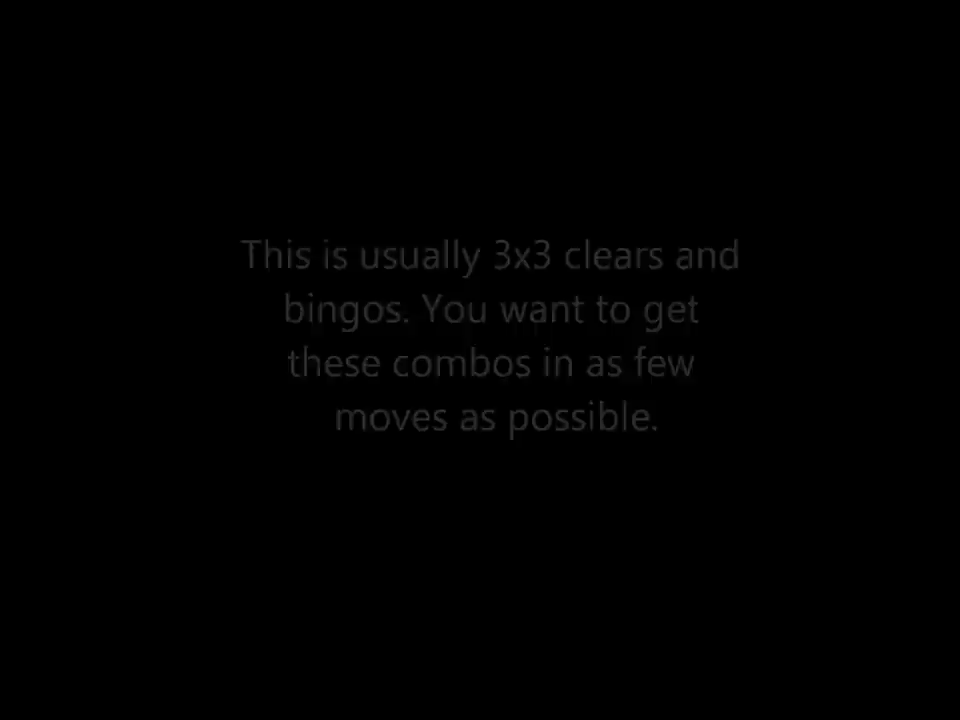 This is usually 3x3 clears and
bingos. You want to get
these combos in as few
moves as possible.